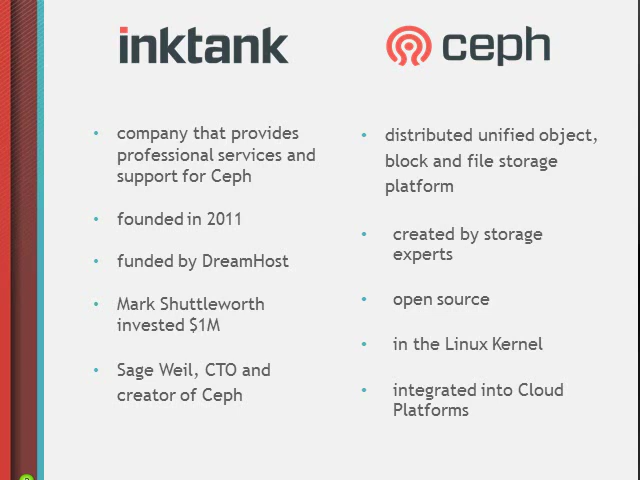 inktank
• company that provides
professional services and
support for Ceph
• founded in 2011
• funded by DreamHost
• Mark Shuttleworth
invested $1M
• Sage Weil, CTO and
creator of Ceph
ceph
• distributed unified object,
block and file storage
platform
• created by storage
experts
• open source
• in the Linux Kernel
• integrated into Cloud
Platforms